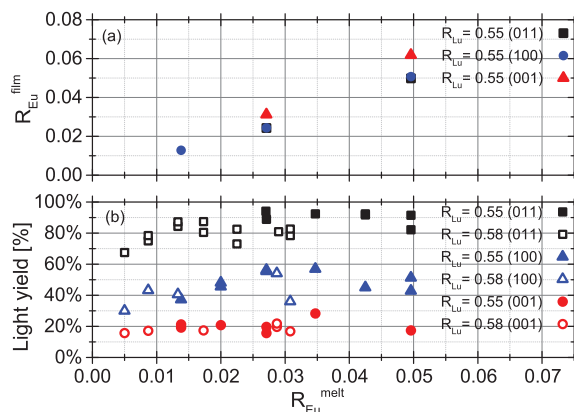 0.08
(a)
R_Lu = 0.55 (011)
0.06
R_Lu = 0.55 (100)
R_Lu = 0.55 (001)
R_Eu^film
0.04
0.02
0.00
100%
(b)
R_Lu = 0.55 (011)
80%
R_Lu = 0.58 (011)
60%
R_Lu = 0.55 (100)
Light yield [%]
R_Lu = 0.58 (100)
40%
R_Lu = 0.55 (001)
20%
R_Lu = 0.58 (001)
0%
0.00 0.01 0.02 0.03 0.04 0.05 0.06 0.07
R_Eu^melt